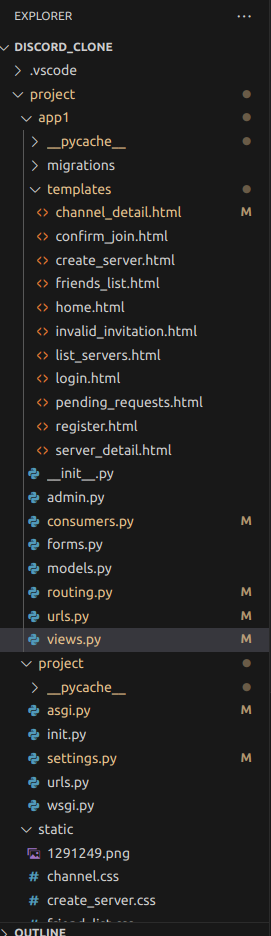 EXPLORER ...
DISCORD_CLONE
.vscode
project
app1
__pycache__
migrations
templates
channel_detail.html M
confirm_join.html
create_server.html
friends_list.html
home.html
invalid_invitation.html
list_servers.html
login.html
pending_requests.html
register.html
server_detail.html
__init__.py
admin.py
consumers.py M
forms.py
models.py
routing.py M
urls.py M
views.py M
project
__pycache__
asgi.py M
init.py
settings.py M
urls.py
wsgi.py
static
1291249.png
# channel.css
# create_server.css
OUTLINE